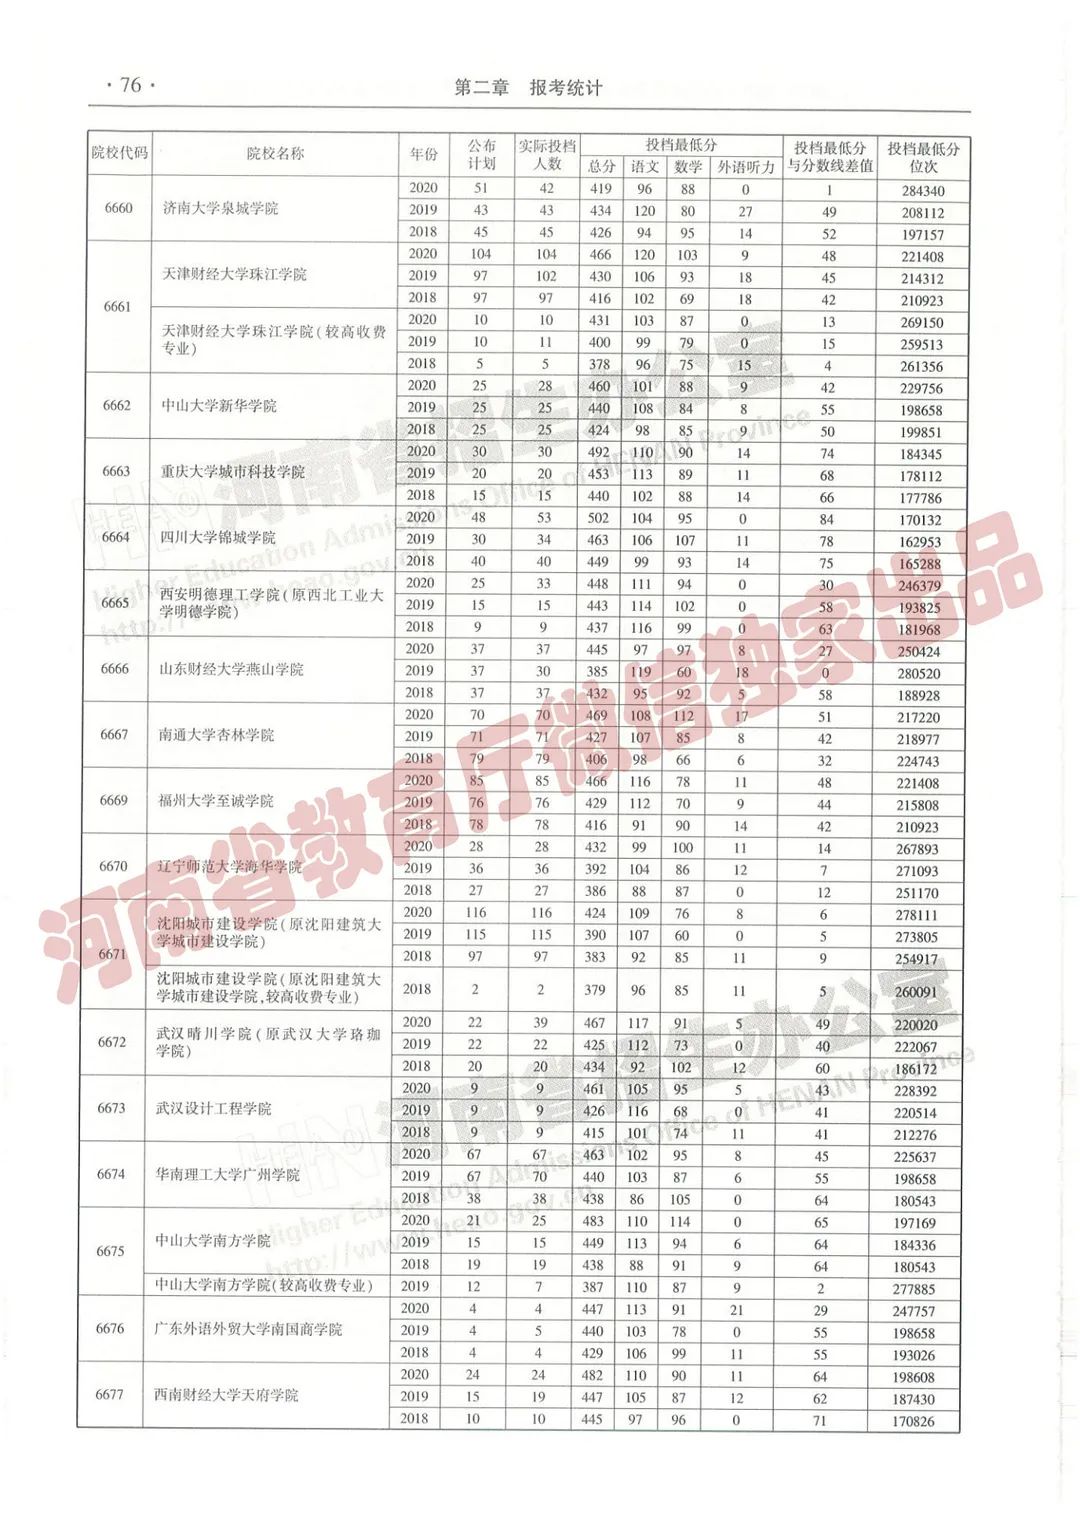 ·76·
第二章 报考统计
院校代码 院校名称 年份 公布计划 实际投档人数 投档最低分 投档最低分与分数线差值 投档最低分位次
总分 语文 数学 外语听力
6660 济南大学泉城学院 2020 51 42 419 96 88 0 1 284340
2019 43 43 434 120 80 27 49 208112
2018 45 45 426 94 95 14 52 197157
6661 天津财经大学珠江学院 2020 104 104 466 120 103 9 48 221408
2019 97 102 430 106 93 18 45 214312
2018 97 97 416 102 69 18 42 210923
天津财经大学珠江学院(较高收费专业) 2020 10 10 431 103 87 0 13 269150
2019 10 11 400 99 79 0 15 259513
2018 5 5 378 96 75 15 4 261356
6662 中山大学新华学院 2020 25 28 460 101 88 9 42 229756
2019 25 25 440 108 84 8 55 198658
2018 25 25 424 98 85 9 50 199851
6663 重庆大学城市科技学院 2020 30 30 492 110 90 14 74 184345
2019 20 20 453 113 89 11 68 178112
2018 15 15 440 102 88 14 66 177786
6664 四川大学锦城学院 2020 48 53 502 104 95 0 84 170132
2019 30 34 463 106 107 11 78 162953
2018 40 40 449 99 93 14 75 165288
6665 西安明德理工学院(原西北工业大学明德学院) 2020 25 33 448 111 94 0 30 246379
2019 15 15 443 114 102 0 58 193825
2018 9 9 437 116 99 0 63 181968
6666 山东财经大学燕山学院 2020 37 37 445 97 97 8 27 250424
2019 37 30 385 119 60 18 0 280520
2018 37 37 432 95 92 5 58 188928
6667 南通大学杏林学院 2020 70 70 469 108 112 17 51 217220
2019 71 71 427 107 85 8 42 218977
2018 79 79 406 98 66 6 32 224743
6669 福州大学至诚学院 2020 85 85 466 116 78 11 48 221408
2019 76 76 429 112 70 9 44 215808
2018 78 78 416 91 90 14 42 210923
6670 辽宁师范大学海华学院 2020 28 28 432 99 100 11 14 267893
2019 36 36 392 104 86 12 7 271093
2018 27 27 386 88 87 0 12 251170
6671 沈阳城市建设学院(原沈阳建筑大学城市建设学院) 2020 116 116 424 109 76 8 6 278111
2019 115 115 390 107 60 0 5 273805
2018 97 97 383 92 85 11 9 254917
沈阳城市建设学院(原沈阳建筑大学城市建设学院,较高收费专业) 2018 2 2 379 96 85 11 5 260091
6672 武汉晴川学院(原武汉大学珞珈学院) 2020 22 39 467 117 91 5 49 220020
2019 22 22 425 112 73 0 40 222067
2018 20 20 434 92 102 12 60 186172
6673 武汉设计工程学院 2020 9 9 461 105 95 5 43 228392
2019 9 9 426 116 68 0 41 220514
2018 9 9 415 101 74 11 41 212276
6674 华南理工大学广州学院 2020 67 67 463 102 95 8 45 225637
2019 67 70 440 103 87 6 55 198658
2018 38 38 438 86 105 0 64 180543
6675 中山大学南方学院 2020 21 25 483 110 114 0 65 197169
2019 15 15 449 113 94 6 64 184336
2018 19 19 438 88 91 9 64 180543
中山大学南方学院(较高收费专业) 2019 12 7 387 110 87 9 2 277885
6676 广东外语外贸大学南国商学院 2020 4 4 447 113 91 21 29 247757
2019 4 5 440 103 78 0 55 198658
2018 4 4 429 106 99 11 55 193026
6677 西南财经大学天府学院 2020 24 24 482 110 90 11 64 198608
2019 15 19 447 105 87 12 62 187430
2018 10 10 445 97 96 0 71 170826
河南省教育厅微信独家出品
河南省招生办公室
Higher Education Admissions Office of HENAN Province
http://www.heao.gov.cn
河南省招生办公室
Higher Education Admissions Office of HENAN Province
http://www.heao.gov.cn